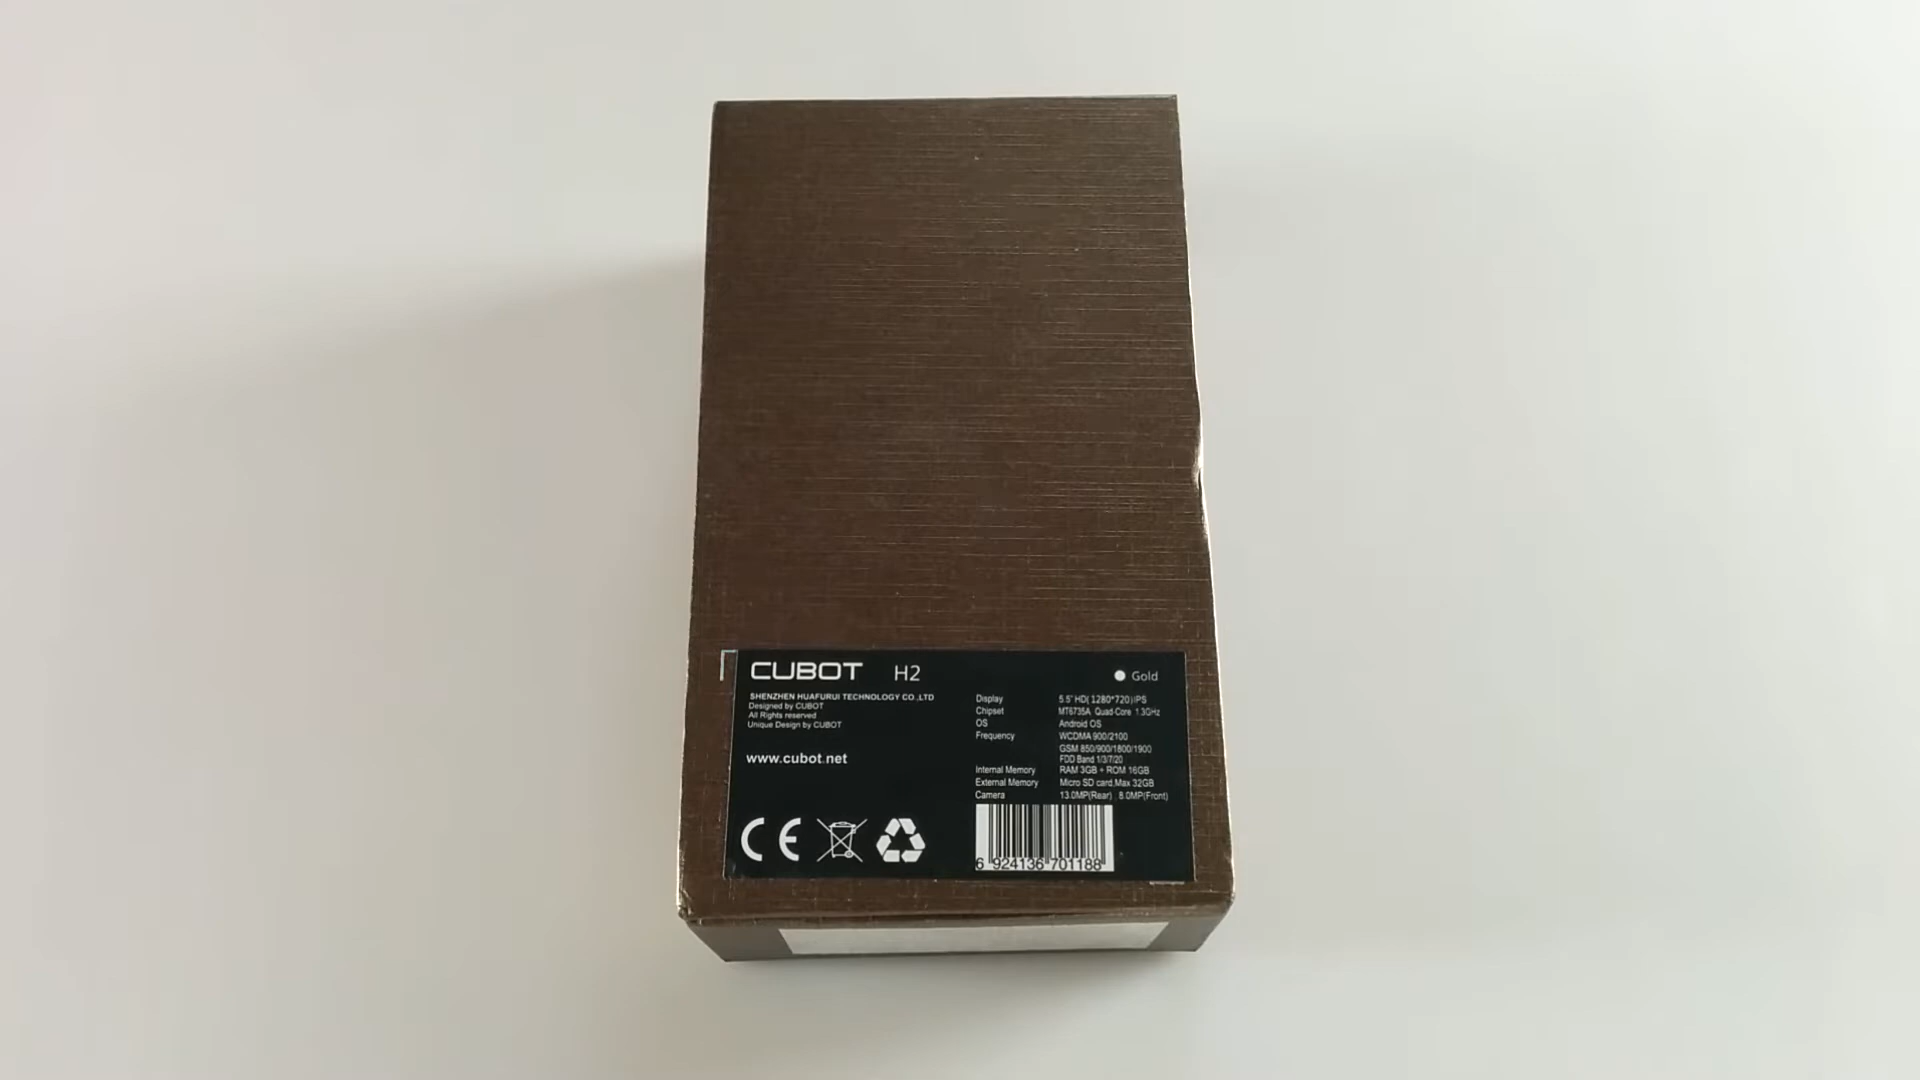 CUBOT H2
Gold
SHENZHEN HUAFURUI TECHNOLOGY CO.,LTD
Designed by CUBOT
All Rights reserved
Unique Design by CUBOT
www.cubot.net
Display 5.5" HD(1280*720)IPS
Chipset MT6735A Quad-Core 1.3GHz
OS Android OS
Frequency WCDMA 900/2100
GSM 850/900/1800/1900
FDD Band 1/3/7/20
Internal Memory RAM 3GB + ROM 16GB
External Memory Micro SD card,Max 32GB
Camera 13.0MP(Rear) 8.0MP(Front)
CE
6 924136 701188